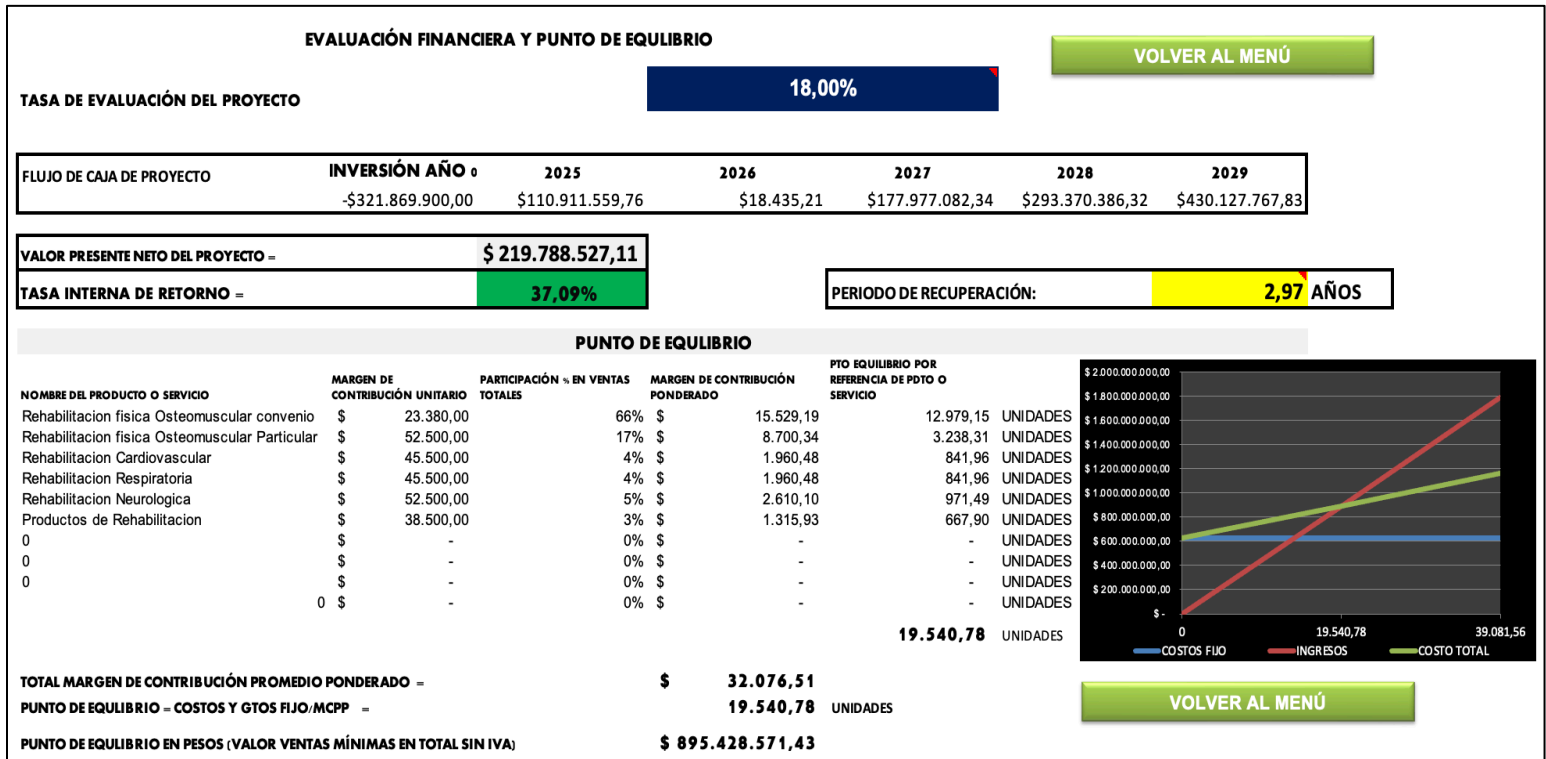 EVALUACIÓN FINANCIERA Y PUNTO DE EQULIBRIO
VOLVER AL MENÚ
TASA DE EVALUACIÓN DEL PROYECTO 18,00%
FLUJO DE CAJA DE PROYECTO INVERSIÓN AÑO 0 2025 2026 2027 2028 2029
-$321.869.900,00 $110.911.559,76 $18.435,21 $177.977.082,34 $293.370.386,32 $430.127.767,83
VALOR PRESENTE NETO DEL PROYECTO = $ 219.788.527,11
TASA INTERNA DE RETORNO = 37,09% PERIODO DE RECUPERACIÓN: 2,97 AÑOS
PUNTO DE EQULIBRIO
NOMBRE DEL PRODUCTO O SERVICIO MARGEN DE CONTRIBUCIÓN UNITARIO PARTICIPACIÓN % EN VENTAS TOTALES MARGEN DE CONTRIBUCIÓN PONDERADO PTO EQUILIBRIO POR REFERENCIA DE PDTO O SERVICIO
Rehabilitacion fisica Osteomuscular convenio $ 23.380,00 66% $ 15.529,19 12.979,15 UNIDADES
Rehabilitacion fisica Osteomuscular Particular $ 52.500,00 17% $ 8.700,34 3.238,31 UNIDADES
Rehabilitacion Cardiovascular $ 45.500,00 4% $ 1.960,48 841,96 UNIDADES
Rehabilitacion Respiratoria $ 45.500,00 4% $ 1.960,48 841,96 UNIDADES
Rehabilitacion Neurologica $ 52.500,00 5% $ 2.610,10 971,49 UNIDADES
Productos de Rehabilitacion $ 38.500,00 3% $ 1.315,93 667,90 UNIDADES
0 $ - 0% $ - - UNIDADES
0 $ - 0% $ - - UNIDADES
0 $ - 0% $ - - UNIDADES
0 $ - 0% $ - - UNIDADES
19.540,78 UNIDADES
TOTAL MARGEN DE CONTRIBUCIÓN PROMEDIO PONDERADO = $ 32.076,51
PUNTO DE EQULIBRIO = COSTOS Y GTOS FIJO/MCPP = 19.540,78 UNIDADES
PUNTO DE EQULIBRIO EN PESOS (VALOR VENTAS MÍNIMAS EN TOTAL SIN IVA) $ 895.428.571,43
$ 2.000.000.000,00
$ 1.800.000.000,00
$ 1.600.000.000,00
$ 1.400.000.000,00
$ 1.200.000.000,00
$ 1.000.000.000,00
$ 800.000.000,00
$ 600.000.000,00
$ 400.000.000,00
$ 200.000.000,00
$ -
0 19.540,78 39.081,56
COSTOS FIJO INGRESOS COSTO TOTAL
VOLVER AL MENÚ